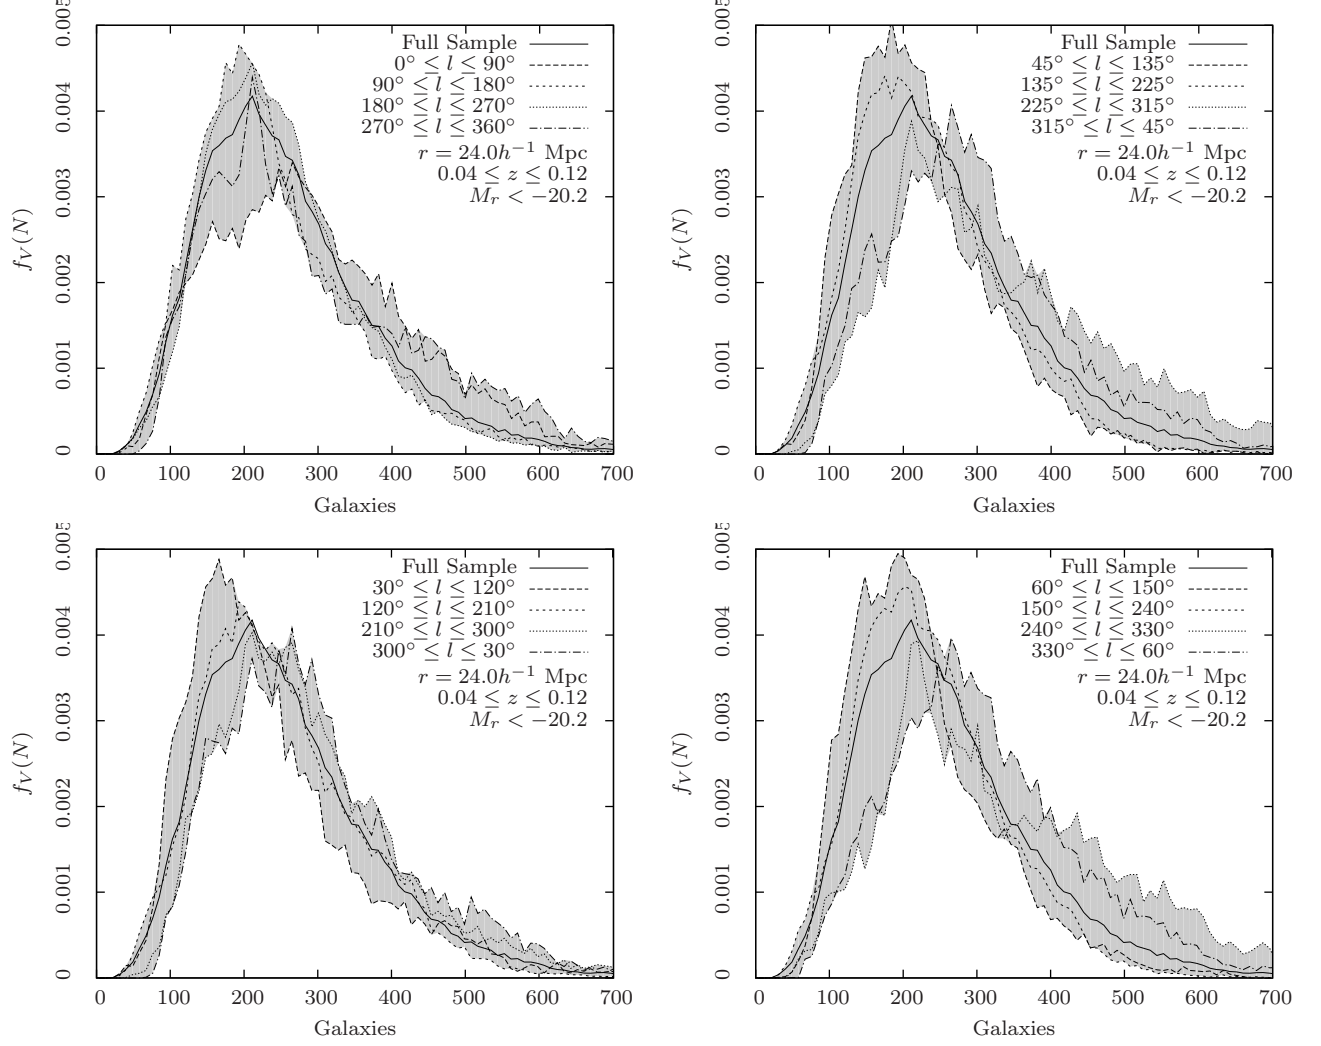 0.005
0.004
0.003
0.002
0.001
0
f_V(N)
Full Sample
0° ≤ l ≤ 90°
90° ≤ l ≤ 180°
180° ≤ l ≤ 270°
270° ≤ l ≤ 360°
r = 24.0h⁻¹ Mpc
0.04 ≤ z ≤ 0.12
M_r < −20.2
0 100 200 300 400 500 600 700
Galaxies
0.005
0.004
0.003
0.002
0.001
0
f_V(N)
Full Sample
45° ≤ l ≤ 135°
135° ≤ l ≤ 225°
225° ≤ l ≤ 315°
315° ≤ l ≤ 45°
r = 24.0h⁻¹ Mpc
0.04 ≤ z ≤ 0.12
M_r < −20.2
0 100 200 300 400 500 600 700
Galaxies
0.005
0.004
0.003
0.002
0.001
0
f_V(N)
Full Sample
30° ≤ l ≤ 120°
120° ≤ l ≤ 210°
210° ≤ l ≤ 300°
300° ≤ l ≤ 30°
r = 24.0h⁻¹ Mpc
0.04 ≤ z ≤ 0.12
M_r < −20.2
0 100 200 300 400 500 600 700
Galaxies
0.005
0.004
0.003
0.002
0.001
0
f_V(N)
Full Sample
60° ≤ l ≤ 150°
150° ≤ l ≤ 240°
240° ≤ l ≤ 330°
330° ≤ l ≤ 60°
r = 24.0h⁻¹ Mpc
0.04 ≤ z ≤ 0.12
M_r < −20.2
0 100 200 300 400 500 600 700
Galaxies